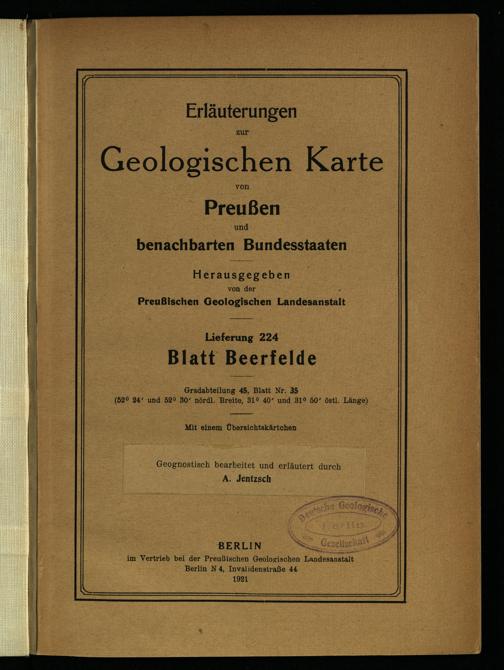 Erläuterungen
zur
Geologischen Karte
von
Preußen
und
benachbarten Bundesstaaten
Herausgegeben
von der
Preußischen Geologischen Landesanstalt
Lieferung 224
Blatt Beerfelde
Gradabteilung 45, Blatt Nr. 35
(52° 24′ und 52° 30′ nördl. Breite, 31° 40′ und 31° 50′ östl. Länge)
Mit einem Übersichtskärtchen
Geognostisch bearbeitet und erläutert durch
A. Jentzsch
Deutsche Geologische
Gesellschaft
BERLIN
im Vertrieb bei der Preußischen Geologischen Landesanstalt
Berlin N 4, Invalidenstraße 44
1921